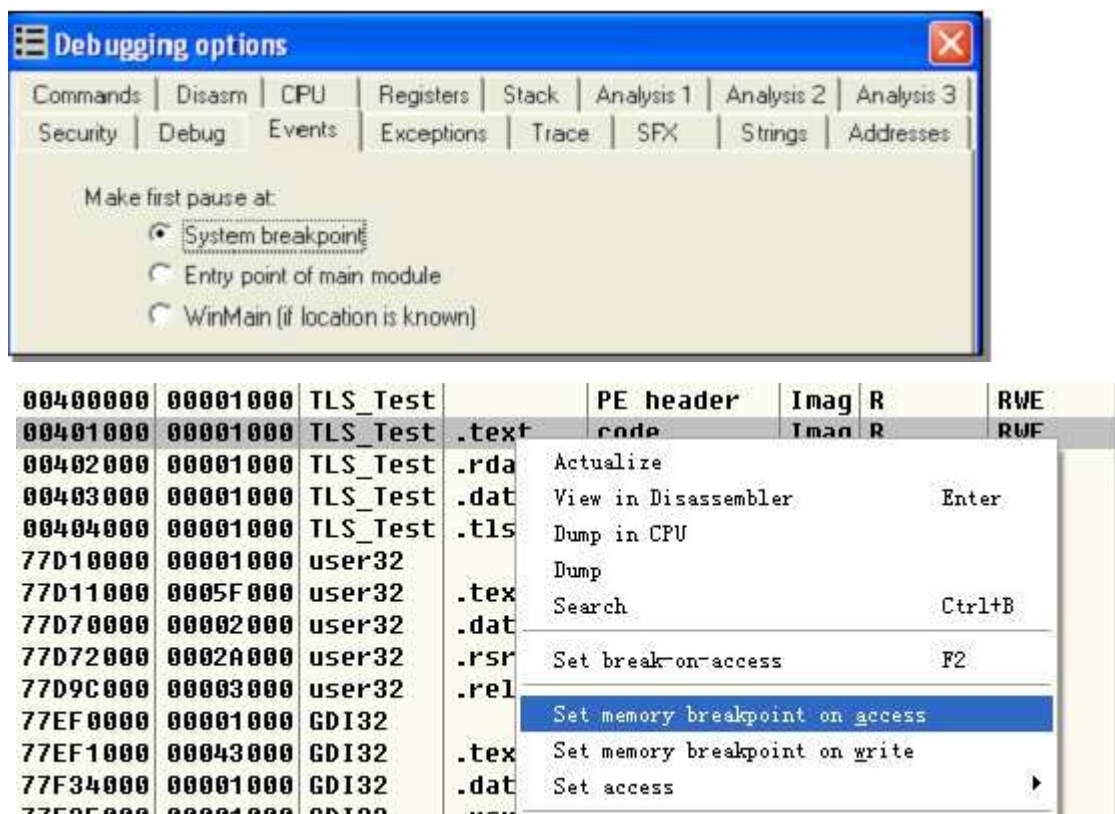 Debugging options
Commands Disasm CPU Registers Stack Analysis 1 Analysis 2 Analysis 3
Security Debug Events Exceptions Trace SFX Strings Addresses
Make first pause at:
System breakpoint
Entry point of main module
WinMain (if location is known)
00400000 00001000 TLS_Test PE header Imag R RWE
00401000 00001000 TLS_Test .text code Imag R RWE
00402000 00001000 TLS_Test .rda Actualize
00403000 00001000 TLS_Test .dat View in Disassembler Enter
00404000 00001000 TLS_Test .tls Dump in CPU
77D10000 00001000 user32 Dump
77D11000 0005F000 user32 .tex Search Ctrl+B
77D70000 00002000 user32 .dat
77D72000 0002A000 user32 .rsr Set break-on-access F2
77D9C000 00003000 user32 .rel
77EF0000 00001000 GDI32 Set memory breakpoint on access
77EF1000 00043000 GDI32 .tex Set memory breakpoint on write
77F34000 00001000 GDI32 .dat Set access